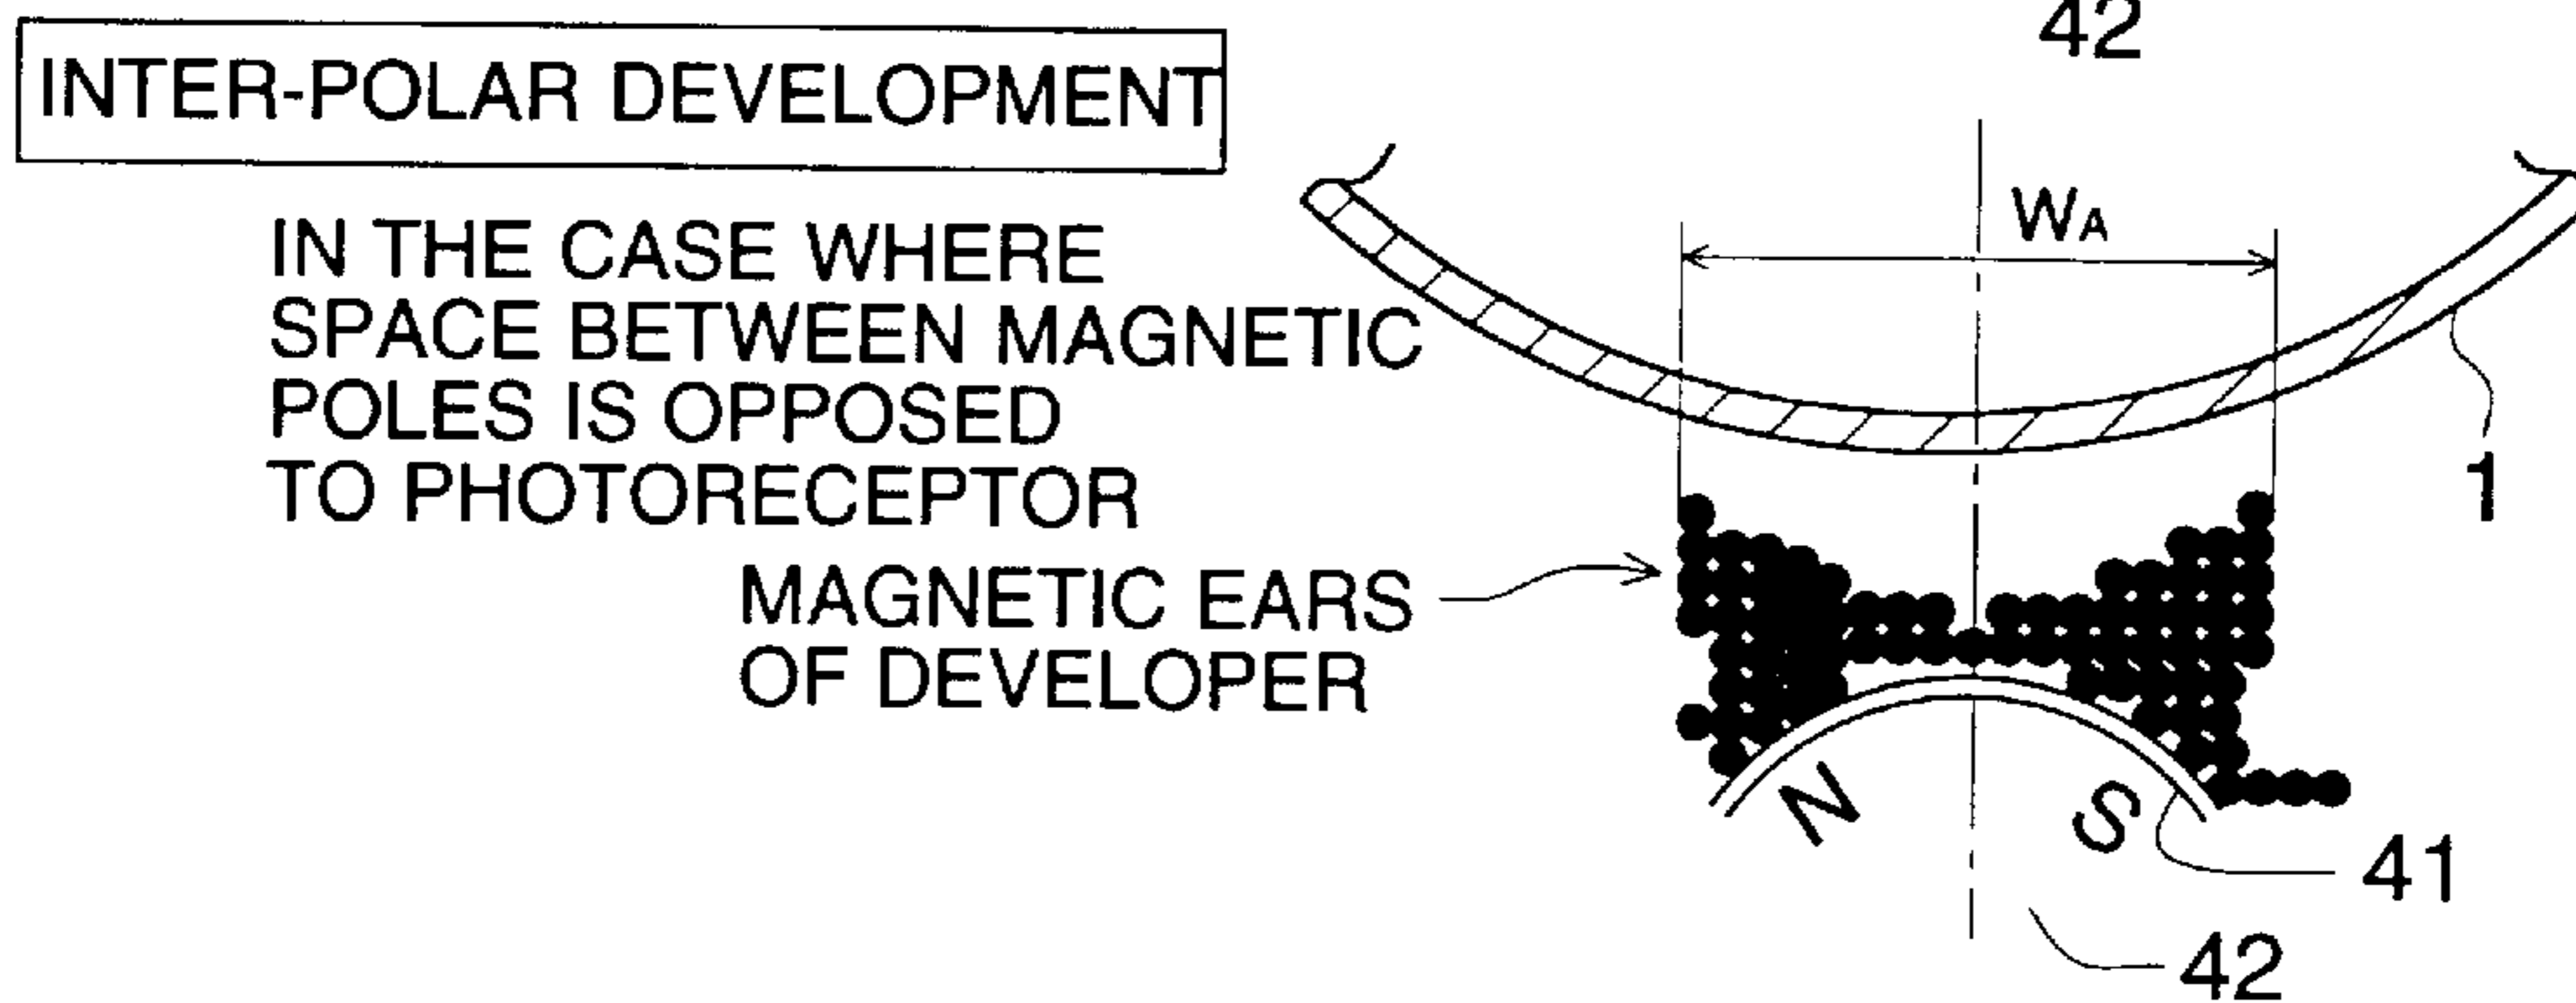 42
INTER-POLAR DEVELOPMENT
IN THE CASE WHERE
SPACE BETWEEN MAGNETIC
POLES IS OPPOSED
TO PHOTORECEPTOR
MAGNETIC EARS
OF DEVELOPER
WA
1
N
S
41
42